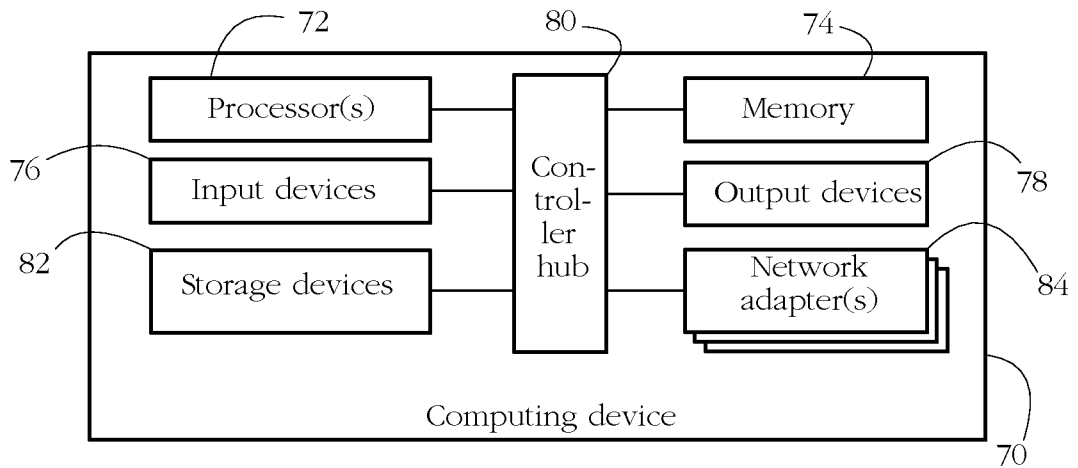 72
80
74
Processor(s)
Memory
76
Input devices
Con-
trol-
ler
hub
Output devices
78
82
Storage devices
Network
adapter(s)
84
Computing device
70